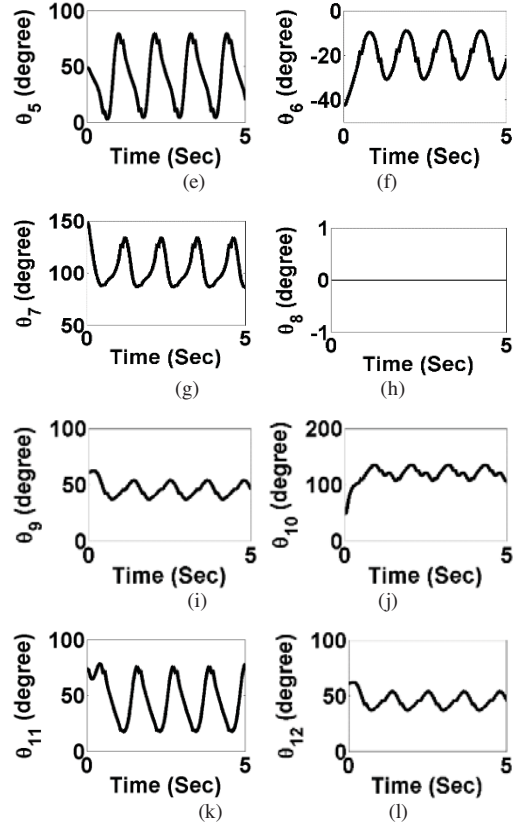 100
50
0
0
5
θ5 (degree)
Time (Sec)
(e)
0
-20
-40
0
5
θ6 (degree)
Time (Sec)
(f)
150
100
50
0
5
θ7 (degree)
Time (Sec)
(g)
1
0
-1
0
5
θ8 (degree)
Time (Sec)
(h)
100
50
0
0
5
θ9 (degree)
Time (Sec)
(i)
200
100
0
0
5
θ10 (degree)
Time (Sec)
(j)
100
50
0
0
5
θ11 (degree)
Time (Sec)
(k)
100
50
0
0
5
θ12 (degree)
Time (Sec)
(l)